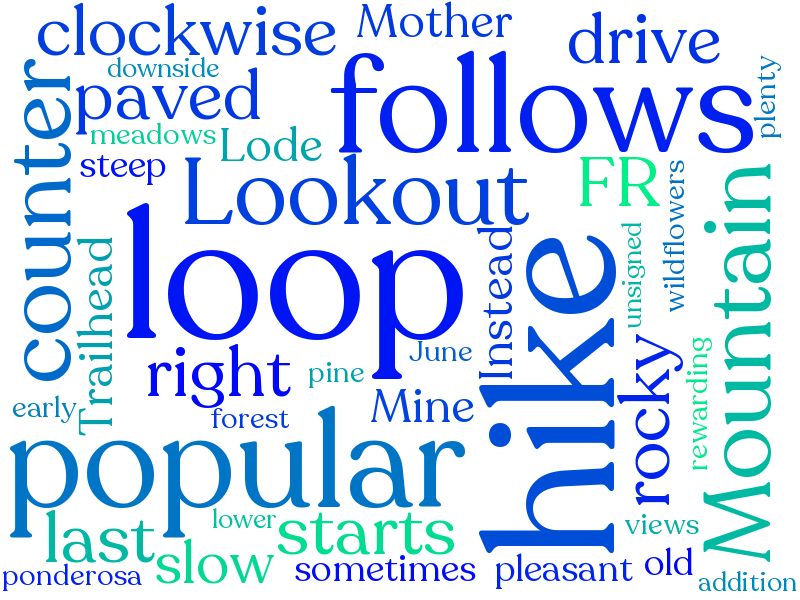 clockwise
Mother
drive
downside
paved
follows
plenty
counter
meadows
Lode
steep
Lookout
FR
wildflowers
Mountain
loop
hike
Instead
unsigned
Trailhead
right
pine
June
rocky
rewarding
early
forest
Mine
popular
last
lower
starts
views
slow
ponderosa
sometimes
pleasant
old
addition